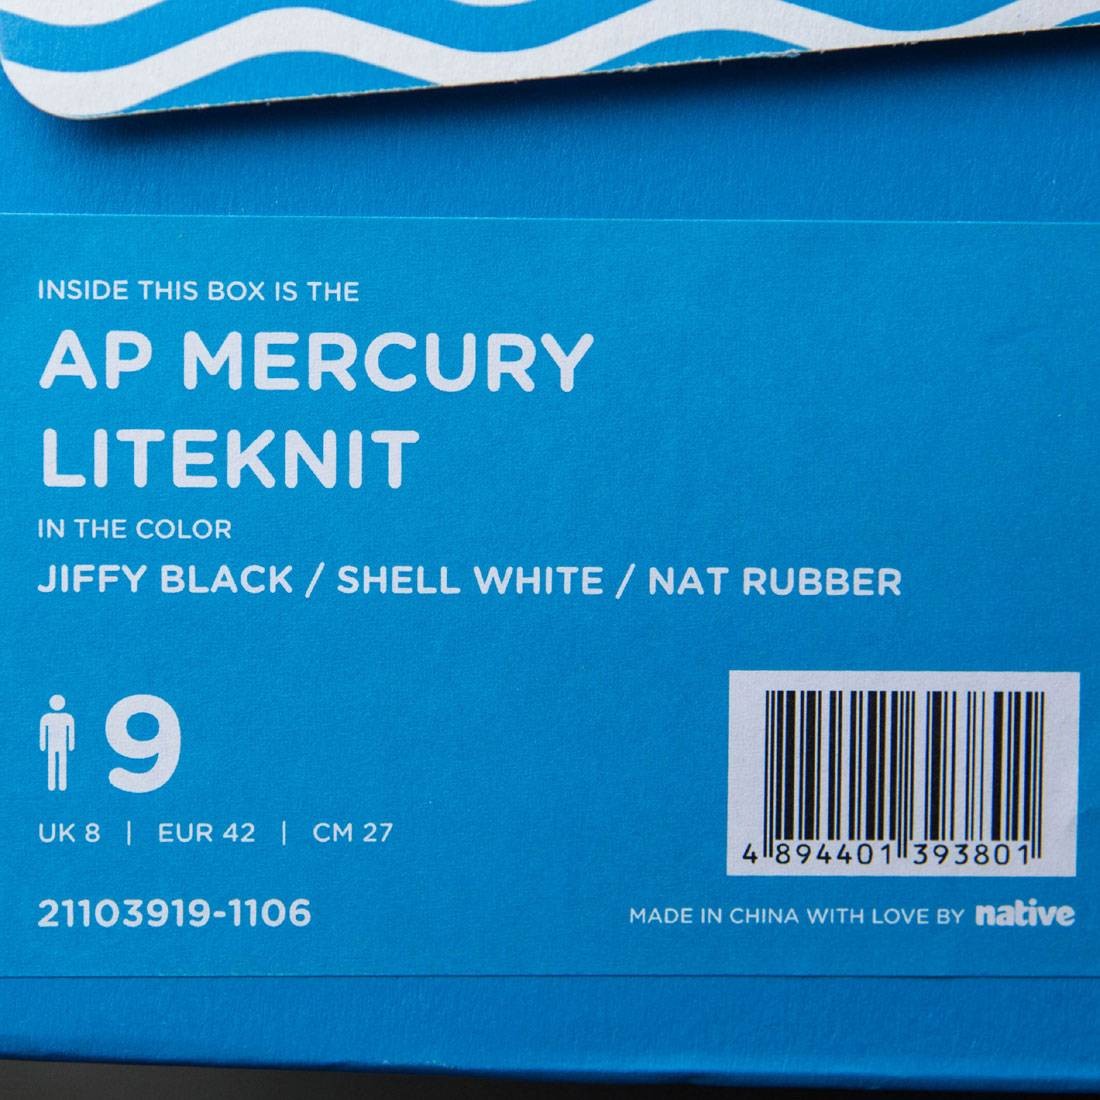 INSIDE THIS BOX IS THE
AP MERCURY
LITEKNIT
IN THE COLOR
JIFFY BLACK / SHELL WHITE / NAT RUBBER
9
UK 8 | EUR 42 | CM 27
4 894401 393801
21103919-1106
MADE IN CHINA WITH LOVE BY native